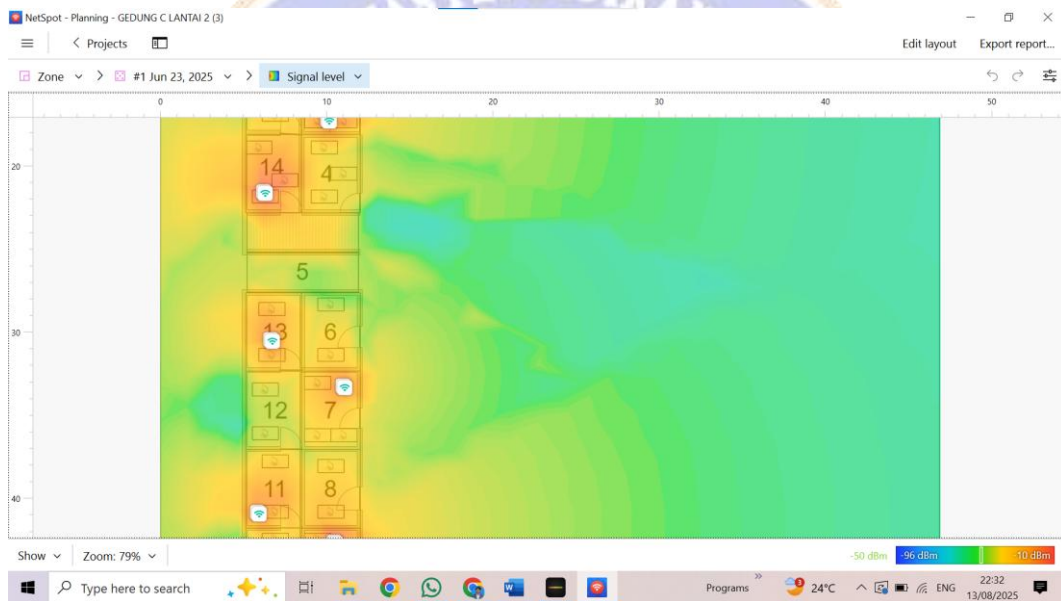 NetSpot - Planning - GEDUNG C LANTAI 2 (3)
Projects
Edit layout Export report...
Zone #1 Jun 23, 2025 Signal level
0 10 20 30 40 50
20
14 4
5
30
13 6
12 7
11 8
40
Show Zoom: 79%
-50 dBm -96 dBm -10 dBm
Type here to search Programs 3 24°C ENG 22:32
13/08/2025